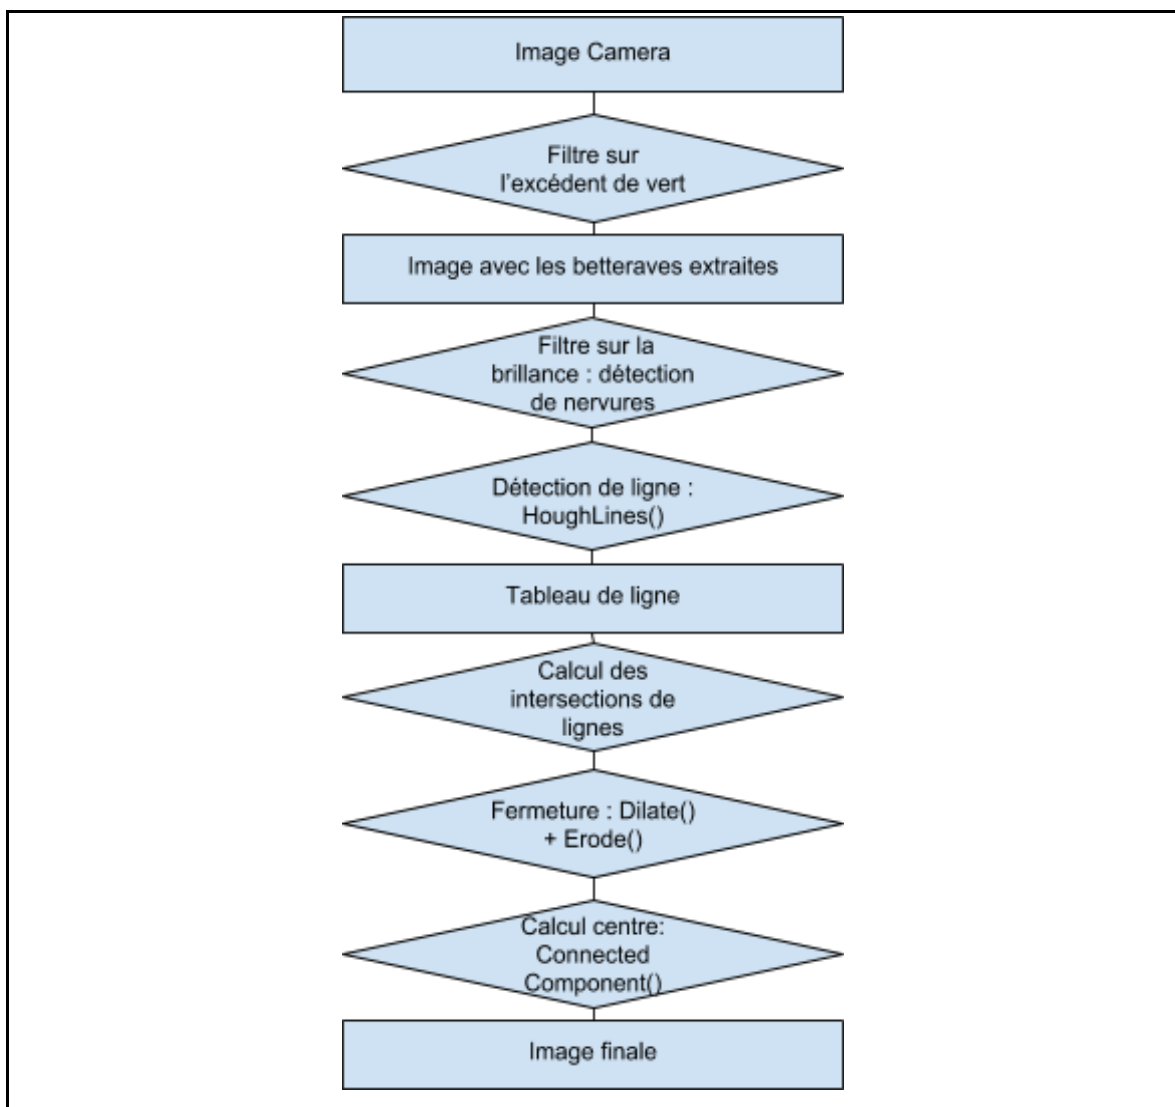 Image Camera
Filtre sur
l'excédent de vert
Image avec les betteraves extraites
Filtre sur la
brillance : détection
de nervures
Détection de ligne :
HoughLines()
Tableau de ligne
Calcul des
intersections de
lignes
Fermeture : Dilate()
+ Erode()
Calcul centre:
Connected
Component()
Image finale